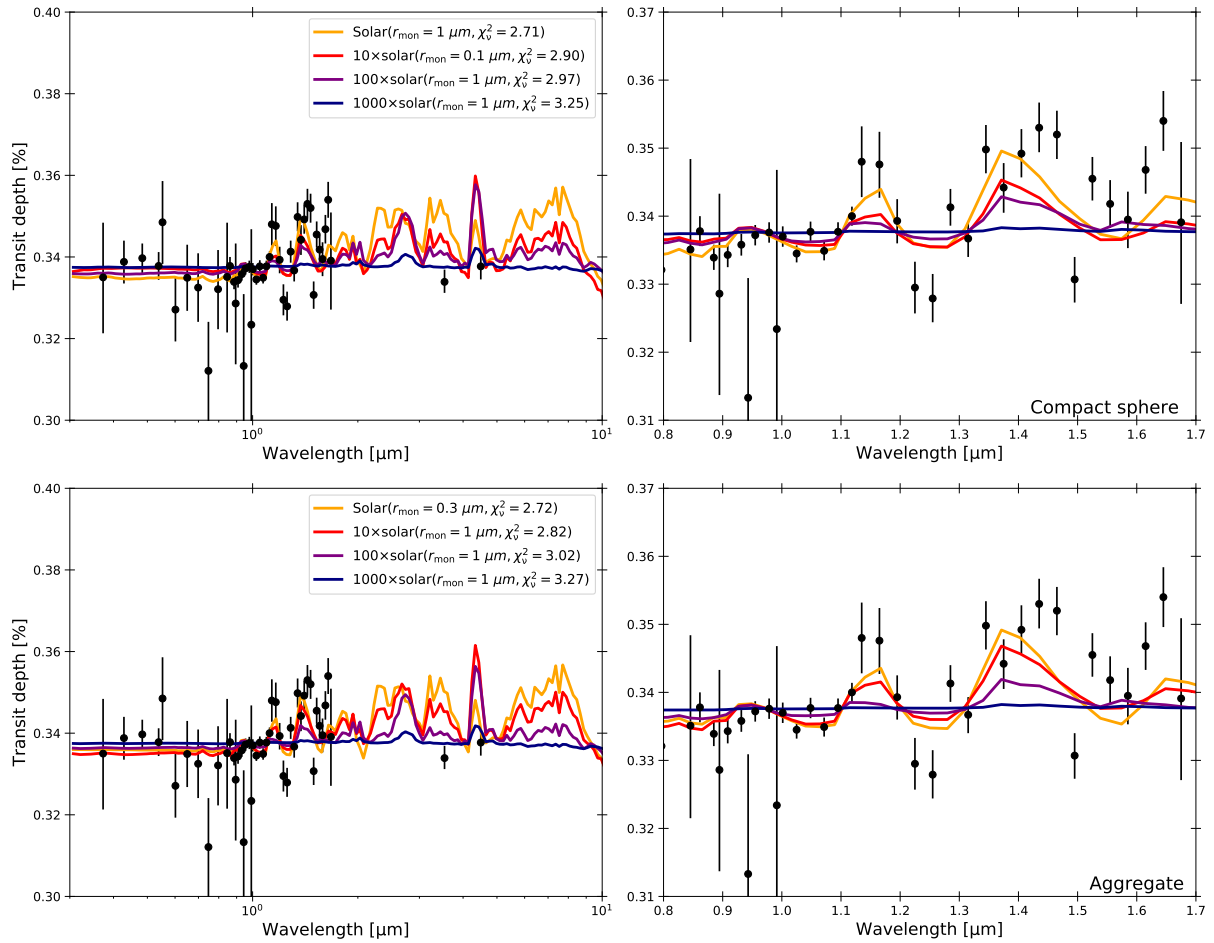 0.40
0.38
0.36
0.34
0.32
0.30
Transit depth [%]
Solar(r_mon = 1 μm, χ²_ν = 2.71)
10×solar(r_mon = 0.1 μm, χ²_ν = 2.90)
100×solar(r_mon = 1 μm, χ²_ν = 2.97)
1000×solar(r_mon = 1 μm, χ²_ν = 3.25)
10⁰ 10¹
Wavelength [μm]
0.37
0.36
0.35
0.34
0.33
0.32
0.31
Compact sphere
0.8 0.9 1.0 1.1 1.2 1.3 1.4 1.5 1.6 1.7
Wavelength [μm]
0.40
0.38
0.36
0.34
0.32
0.30
Transit depth [%]
Solar(r_mon = 0.3 μm, χ²_ν = 2.72)
10×solar(r_mon = 1 μm, χ²_ν = 2.82)
100×solar(r_mon = 1 μm, χ²_ν = 3.02)
1000×solar(r_mon = 1 μm, χ²_ν = 3.27)
10⁰ 10¹
Wavelength [μm]
0.37
0.36
0.35
0.34
0.33
0.32
0.31
Aggregate
0.8 0.9 1.0 1.1 1.2 1.3 1.4 1.5 1.6 1.7
Wavelength [μm]